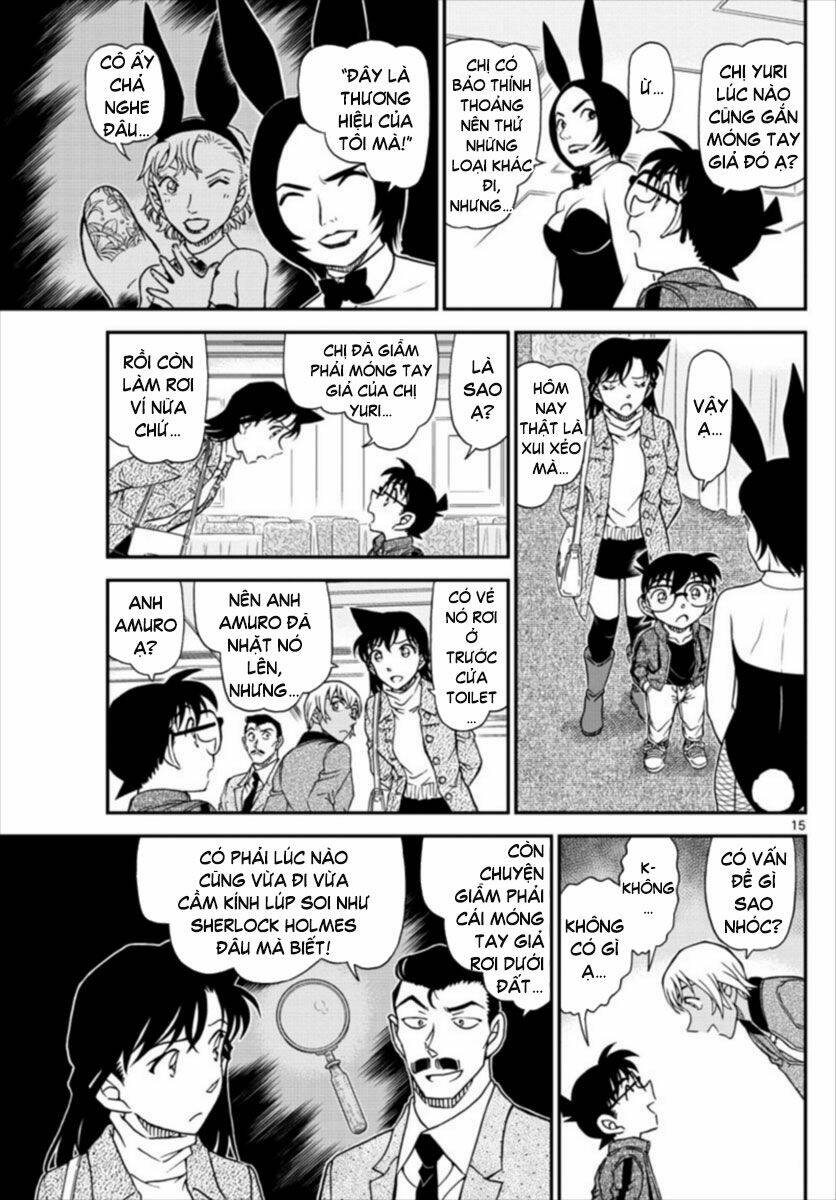 CHỊ YURI
LÚC NÀO
CŨNG GẮN
MÓNG TAY
GIẢ ĐÓ Ạ?
Ừ...
CHỊ CÓ
BẢO THỈNH
THOẢNG
NÊN THỬ
NHỮNG
LOẠI KHÁC
ĐI,
NHƯNG...
"ĐÂY LÀ
THƯƠNG
HIỆU CỦA
TÔI MÀ!"
CÔ ẤY
CHẢ
NGHE
ĐÂU...
VẬY
Ạ...
HÔM
NAY
THẬT LÀ
XUI XẺO
MÀ...
LÀ
SAO
Ạ?
CHỊ ĐÃ GIẪM
PHẢI MÓNG TAY
GIẢ CỦA CHỊ
YURI...
RỒI CÒN
LÀM RƠI
VÍ NỮA
CHỨ...
CÓ VẺ
NÓ RƠI
Ở
TRƯỚC
CỬA
TOILET
...
NÊN ANH
AMURO ĐÃ
NHẶT NÓ
LÊN,
NHƯNG...
ANH
AMURO
Ạ?
15
CÓ VẤN
ĐỀ GÌ
SAO
NHÓC?
K-
KHÔNG
...
KHÔNG
CÓ GÌ
Ạ...
CÒN
CHUYỆN
GIẪM PHẢI
CÁI MÓNG
TAY GIẢ
RƠI DƯỚI
ĐẤT...
CÓ PHẢI LÚC NÀO
CŨNG VỪA ĐI VỪA
CẦM KÍNH LÚP SOI NHƯ
SHERLOCK HOLMES
ĐÂU MÀ BIẾT!